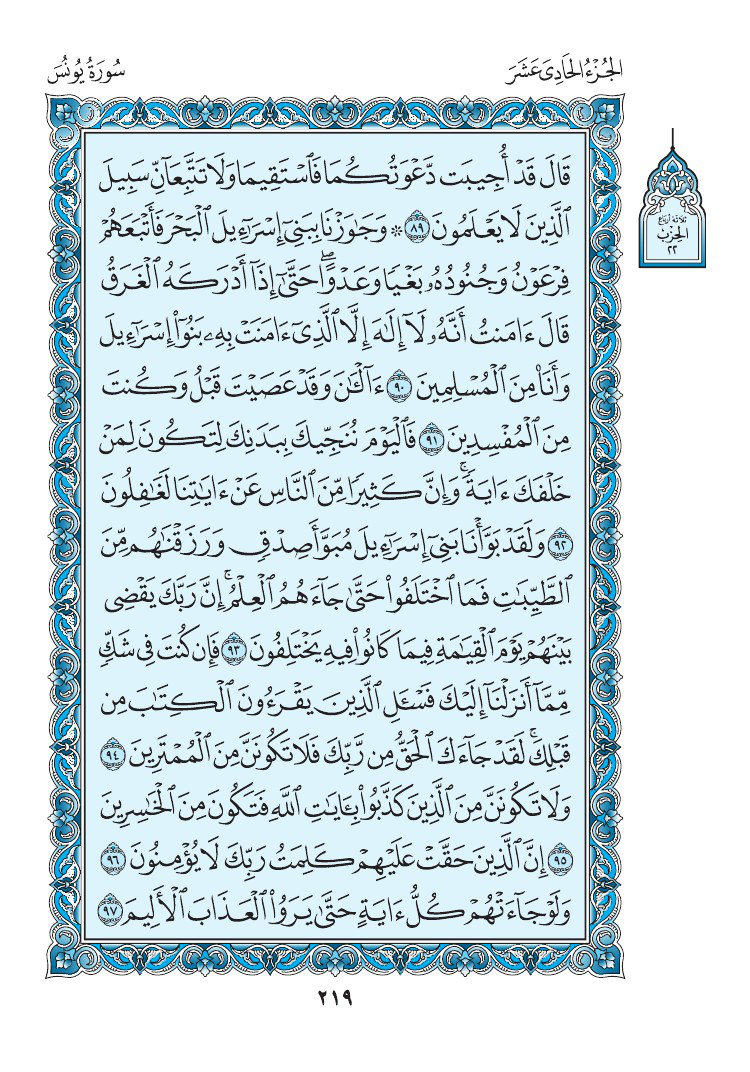 سُورَةُ يُونُسَ
الجُزْءُ الحَادِىَ عَشَرَ
قَالَ قَدْ أُجِيبَت دَّعْوَتُكُمَا فَٱسْتَقِيمَا وَلَا تَتَّبِعَآنِّ سَبِيلَ
ٱلَّذِينَ لَا يَعْلَمُونَ ٨٩ ۞ وَجَٰوَزْنَا بِبَنِىٓ إِسْرَٰٓءِيلَ ٱلْبَحْرَ فَأَتْبَعَهُمْ
فِرْعَوْنُ وَجُنُودُهُۥ بَغْيًا وَعَدْوًا ۖ حَتَّىٰٓ إِذَآ أَدْرَكَهُ ٱلْغَرَقُ
قَالَ ءَامَنتُ أَنَّهُۥ لَآ إِلَٰهَ إِلَّا ٱلَّذِىٓ ءَامَنَتْ بِهِۦ بَنُوٓا۟ إِسْرَٰٓءِيلَ
وَأَنَا۠ مِنَ ٱلْمُسْلِمِينَ ٩٠ ءَآلْـَٰٔنَ وَقَدْ عَصَيْتَ قَبْلُ وَكُنتَ
مِنَ ٱلْمُفْسِدِينَ ٩١ فَٱلْيَوْمَ نُنَجِّيكَ بِبَدَنِكَ لِتَكُونَ لِمَنْ
خَلْفَكَ ءَايَةً ۚ وَإِنَّ كَثِيرًا مِّنَ ٱلنَّاسِ عَنْ ءَايَٰتِنَا لَغَٰفِلُونَ
٩٢ وَلَقَدْ بَوَّأْنَا بَنِىٓ إِسْرَٰٓءِيلَ مُبَوَّأَ صِدْقٍ وَرَزَقْنَٰهُم مِّنَ
ٱلطَّيِّبَٰتِ فَمَا ٱخْتَلَفُوا۟ حَتَّىٰ جَآءَهُمُ ٱلْعِلْمُ ۚ إِنَّ رَبَّكَ يَقْضِى
بَيْنَهُمْ يَوْمَ ٱلْقِيَٰمَةِ فِيمَا كَانُوا۟ فِيهِ يَخْتَلِفُونَ ٩٣ فَإِن كُنتَ فِى شَكٍّ
مِّمَّآ أَنزَلْنَآ إِلَيْكَ فَسْـَٔلِ ٱلَّذِينَ يَقْرَءُونَ ٱلْكِتَٰبَ مِن
قَبْلِكَ ۚ لَقَدْ جَآءَكَ ٱلْحَقُّ مِن رَّبِّكَ فَلَا تَكُونَنَّ مِنَ ٱلْمُمْتَرِينَ ٩٤
وَلَا تَكُونَنَّ مِنَ ٱلَّذِينَ كَذَّبُوا۟ بِـَٔايَٰتِ ٱللَّهِ فَتَكُونَ مِنَ ٱلْخَٰسِرِينَ
٩٥ إِنَّ ٱلَّذِينَ حَقَّتْ عَلَيْهِمْ كَلِمَتُ رَبِّكَ لَا يُؤْمِنُونَ ٩٦
وَلَوْ جَآءَتْهُمْ كُلُّ ءَايَةٍ حَتَّىٰ يَرَوُا۟ ٱلْعَذَابَ ٱلْأَلِيمَ ٩٧
ثلاثة أرباع
الحزب
٢٢
٢١٩